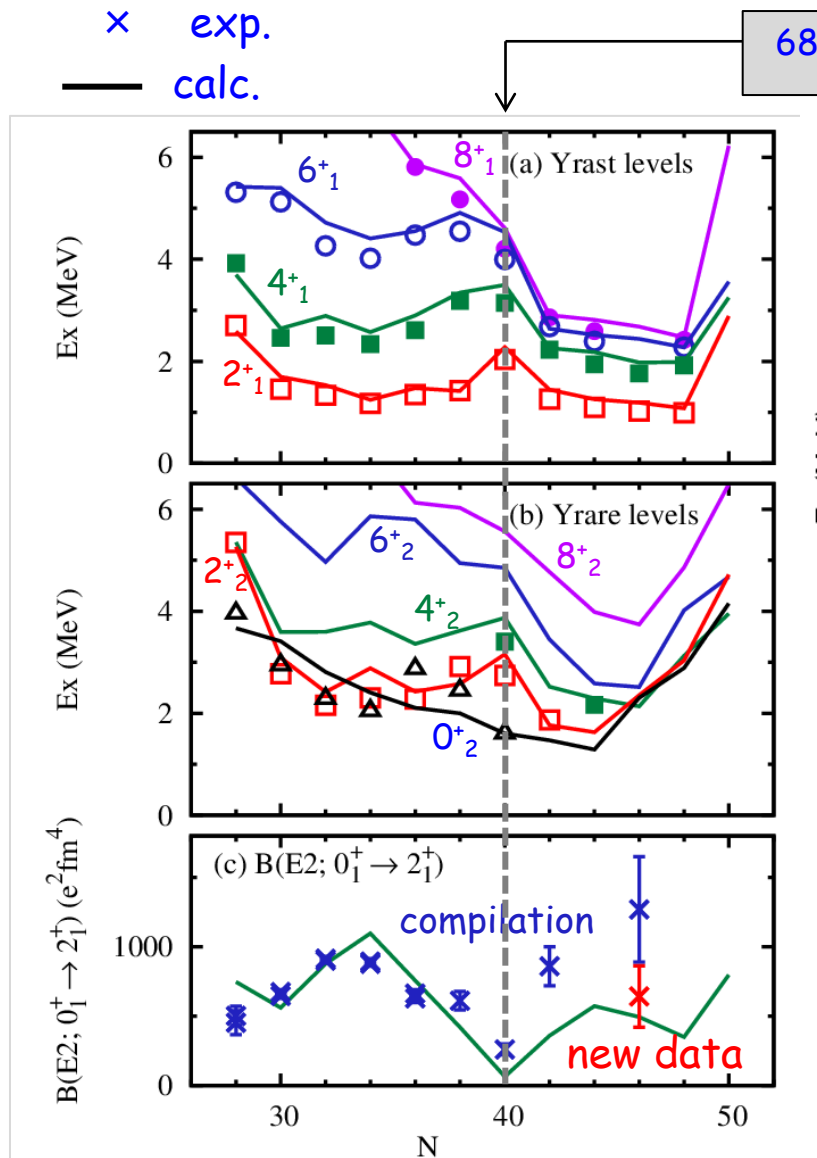 × exp.
calc.
68
(a) Yrast levels
8⁺₁
6⁺₁
4⁺₁
2⁺₁
Ex (MeV)
6
4
2
0
(b) Yrare levels
6⁺₂
8⁺₂
2⁺₂
4⁺₂
0⁺₂
Ex (MeV)
6
4
2
0
(c) B(E2; 0⁺₁ → 2⁺₁)
compilation
new data
B(E2; 0⁺₁ → 2⁺₁) (e²fm⁴)
1000
0
30 40 50
N